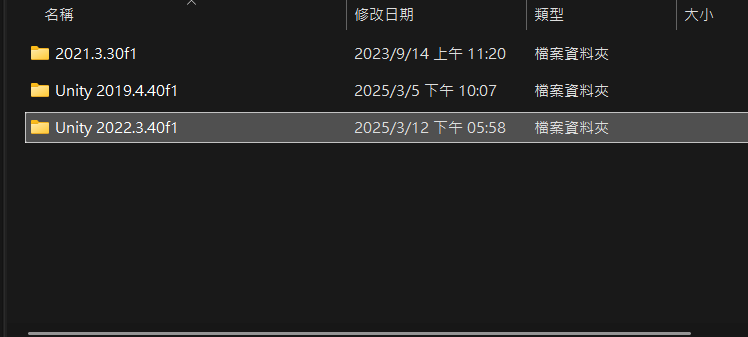 名稱 修改日期 類型 大小
2021.3.30f1 2023/9/14 上午 11:20 檔案資料夾
Unity 2019.4.40f1 2025/3/5 下午 10:07 檔案資料夾
Unity 2022.3.40f1 2025/3/12 下午 05:58 檔案資料夾